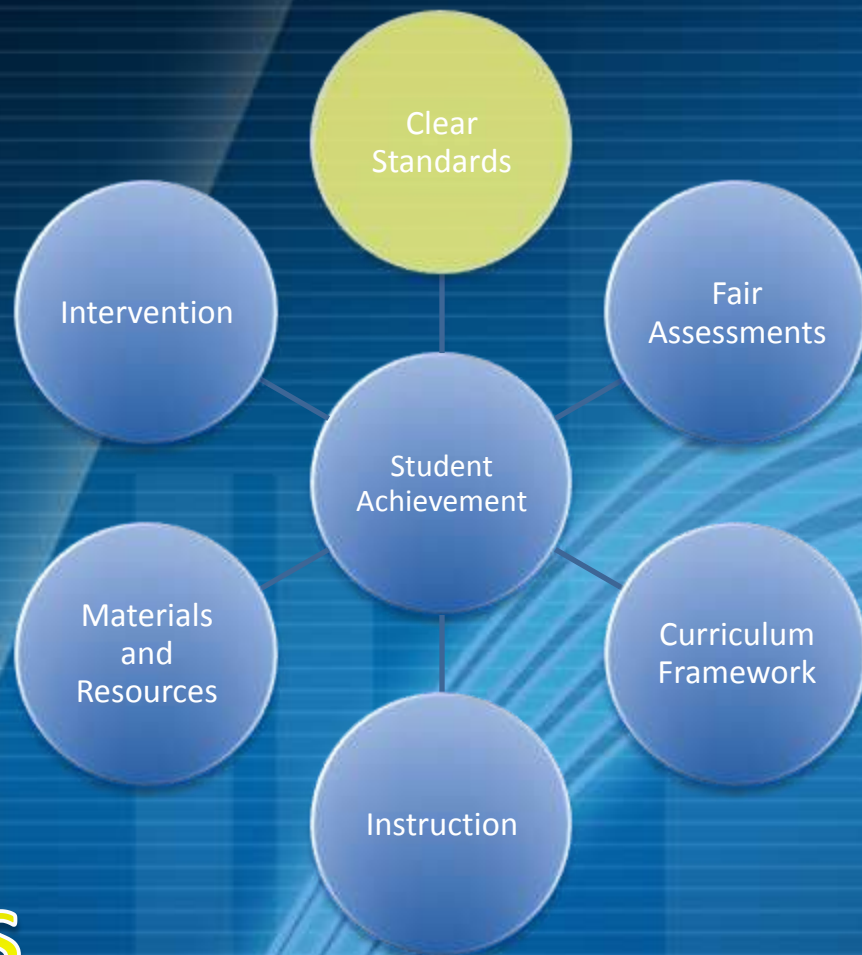 Clear
Standards
Fair
Assessments
Curriculum
Framework
Instruction
Materials
and
Resources
Intervention
Student
Achievement